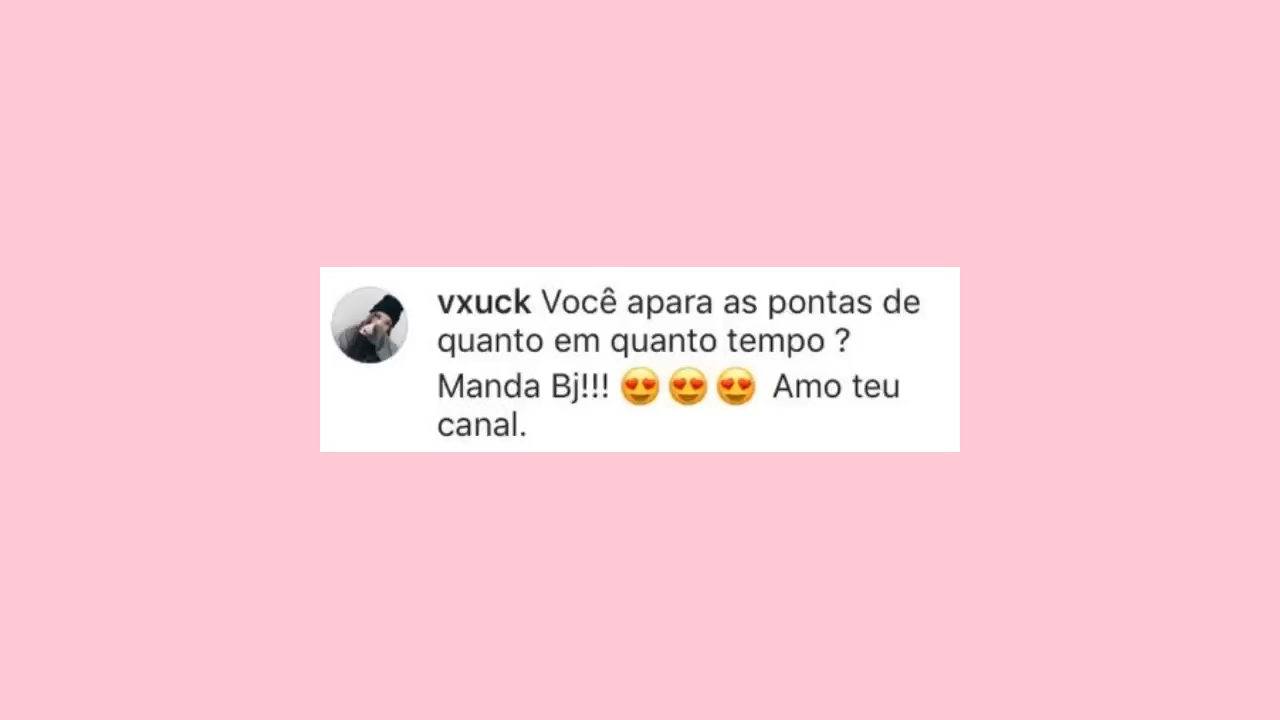 vxuck Você apara as pontas de
quanto em quanto tempo ?
Manda Bj!!! 😍😍😍 Amo teu
canal.